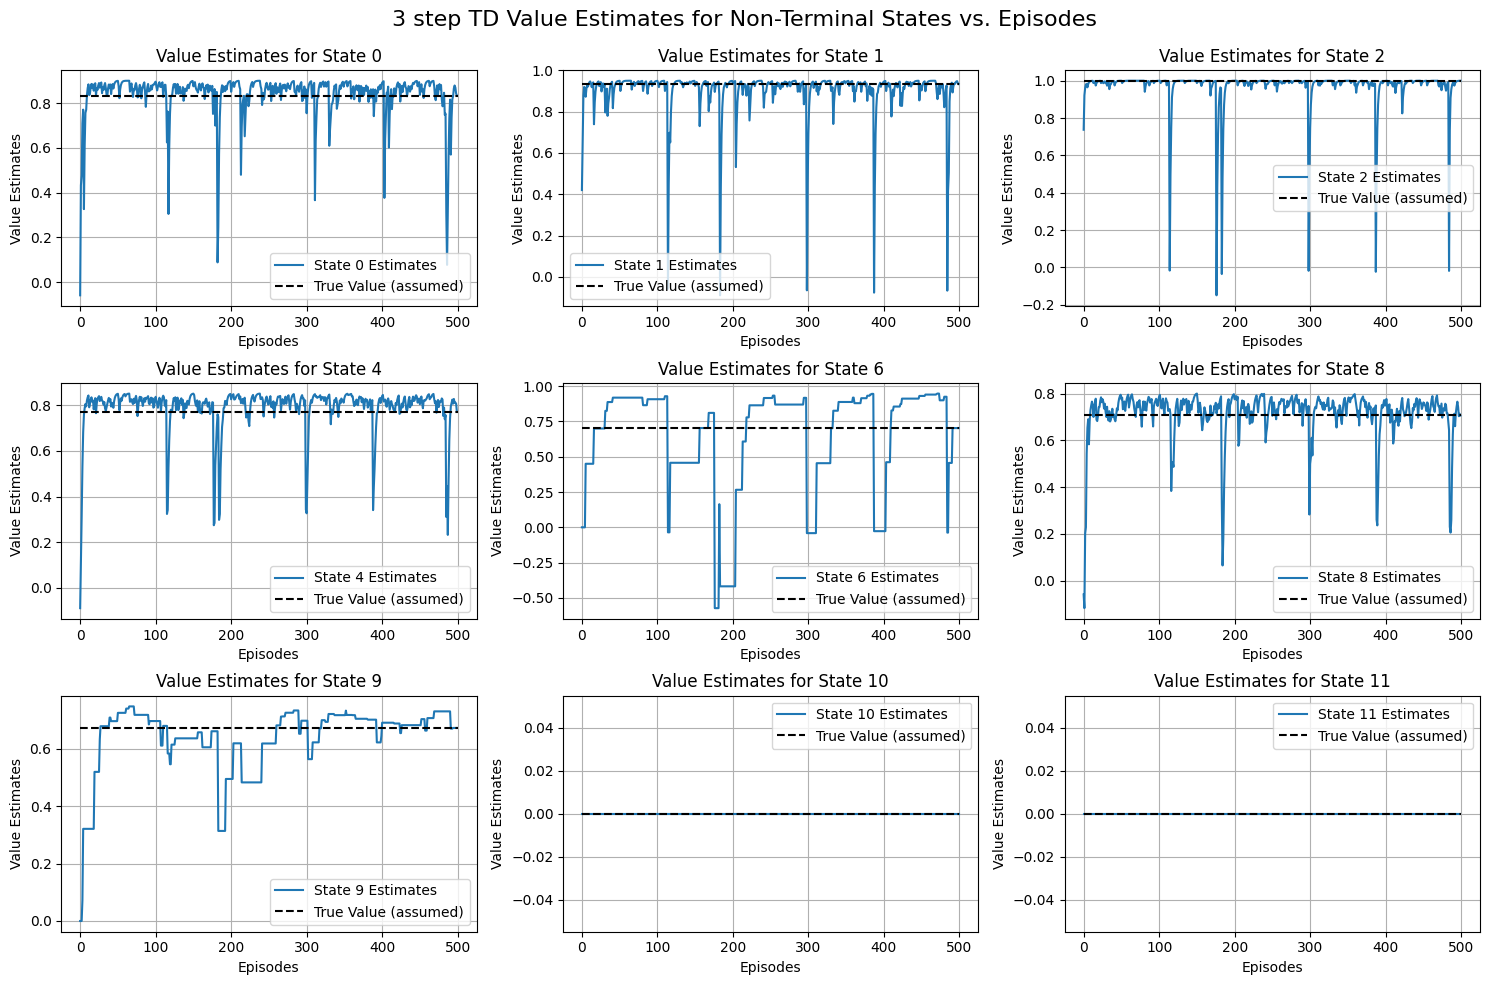 3 step TD Value Estimates for Non-Terminal States vs. Episodes
Value Estimates for State 0
Value Estimates
0.8
0.6
0.4
0.2
0.0
State 0 Estimates
True Value (assumed)
0 100 200 300 400 500
Episodes
Value Estimates for State 1
Value Estimates
1.0
0.8
0.6
0.4
0.2
0.0
State 1 Estimates
True Value (assumed)
0 100 200 300 400 500
Episodes
Value Estimates for State 2
Value Estimates
1.0
0.8
0.6
0.4
0.2
0.0
−0.2
State 2 Estimates
True Value (assumed)
0 100 200 300 400 500
Episodes
Value Estimates for State 4
Value Estimates
0.8
0.6
0.4
0.2
0.0
State 4 Estimates
True Value (assumed)
0 100 200 300 400 500
Episodes
Value Estimates for State 6
Value Estimates
1.00
0.75
0.50
0.25
0.00
−0.25
−0.50
State 6 Estimates
True Value (assumed)
0 100 200 300 400 500
Episodes
Value Estimates for State 8
Value Estimates
0.8
0.6
0.4
0.2
0.0
State 8 Estimates
True Value (assumed)
0 100 200 300 400 500
Episodes
Value Estimates for State 9
Value Estimates
0.6
0.4
0.2
0.0
State 9 Estimates
True Value (assumed)
0 100 200 300 400 500
Episodes
Value Estimates for State 10
Value Estimates
0.04
0.02
0.00
−0.02
−0.04
State 10 Estimates
True Value (assumed)
0 100 200 300 400 500
Episodes
Value Estimates for State 11
Value Estimates
0.04
0.02
0.00
−0.02
−0.04
State 11 Estimates
True Value (assumed)
0 100 200 300 400 500
Episodes